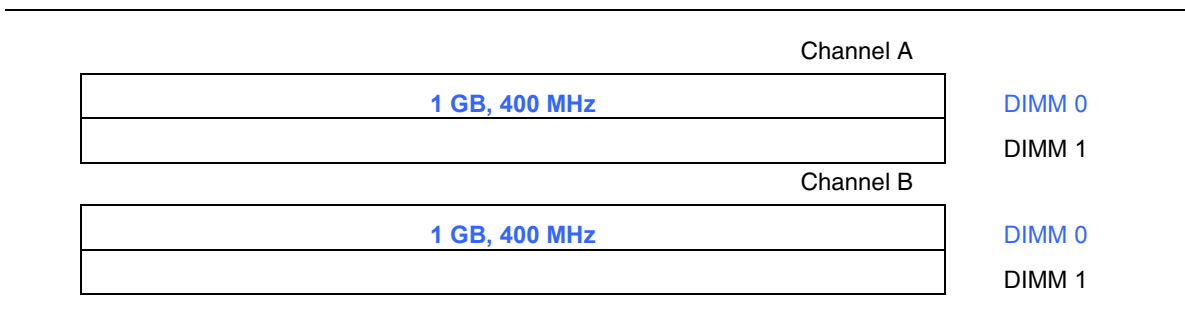 Channel A
1 GB, 400 MHz DIMM 0
DIMM 1
Channel B
1 GB, 400 MHz DIMM 0
DIMM 1